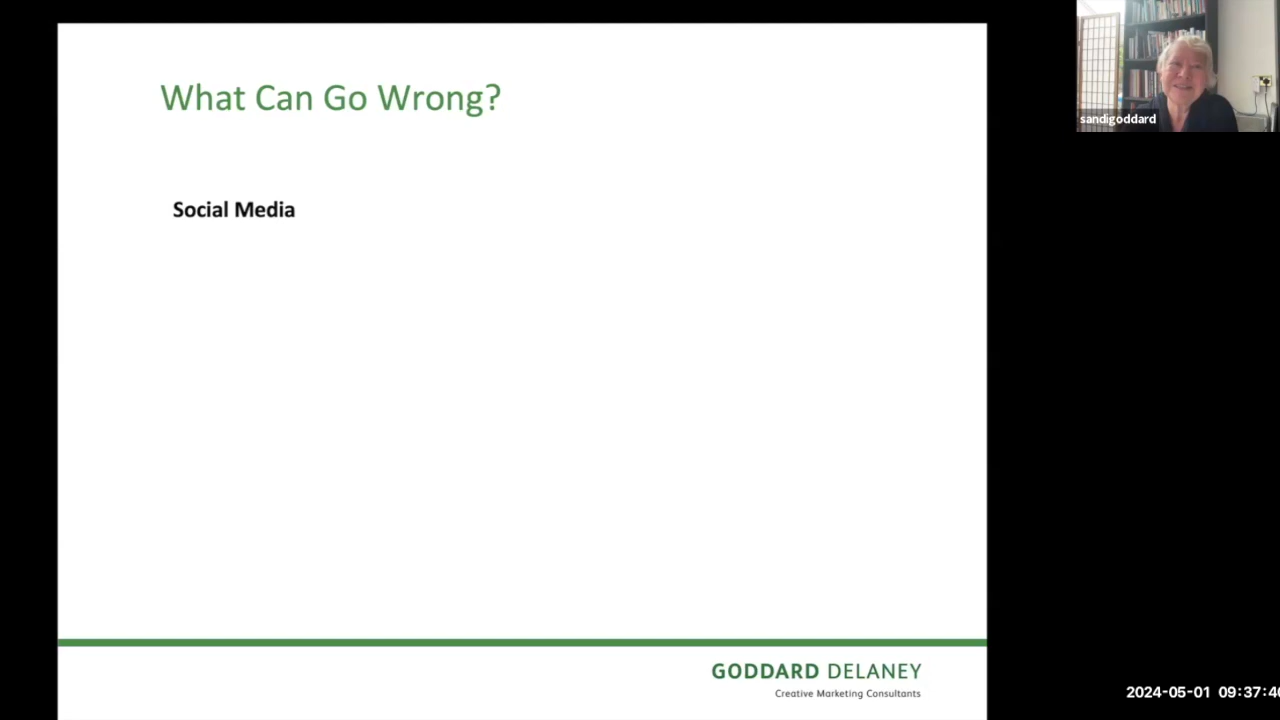 What Can Go Wrong?
Social Media
GODDARD DELANEY
Creative Marketing Consultants
sandigoddard
2024-05-01 09:37:4